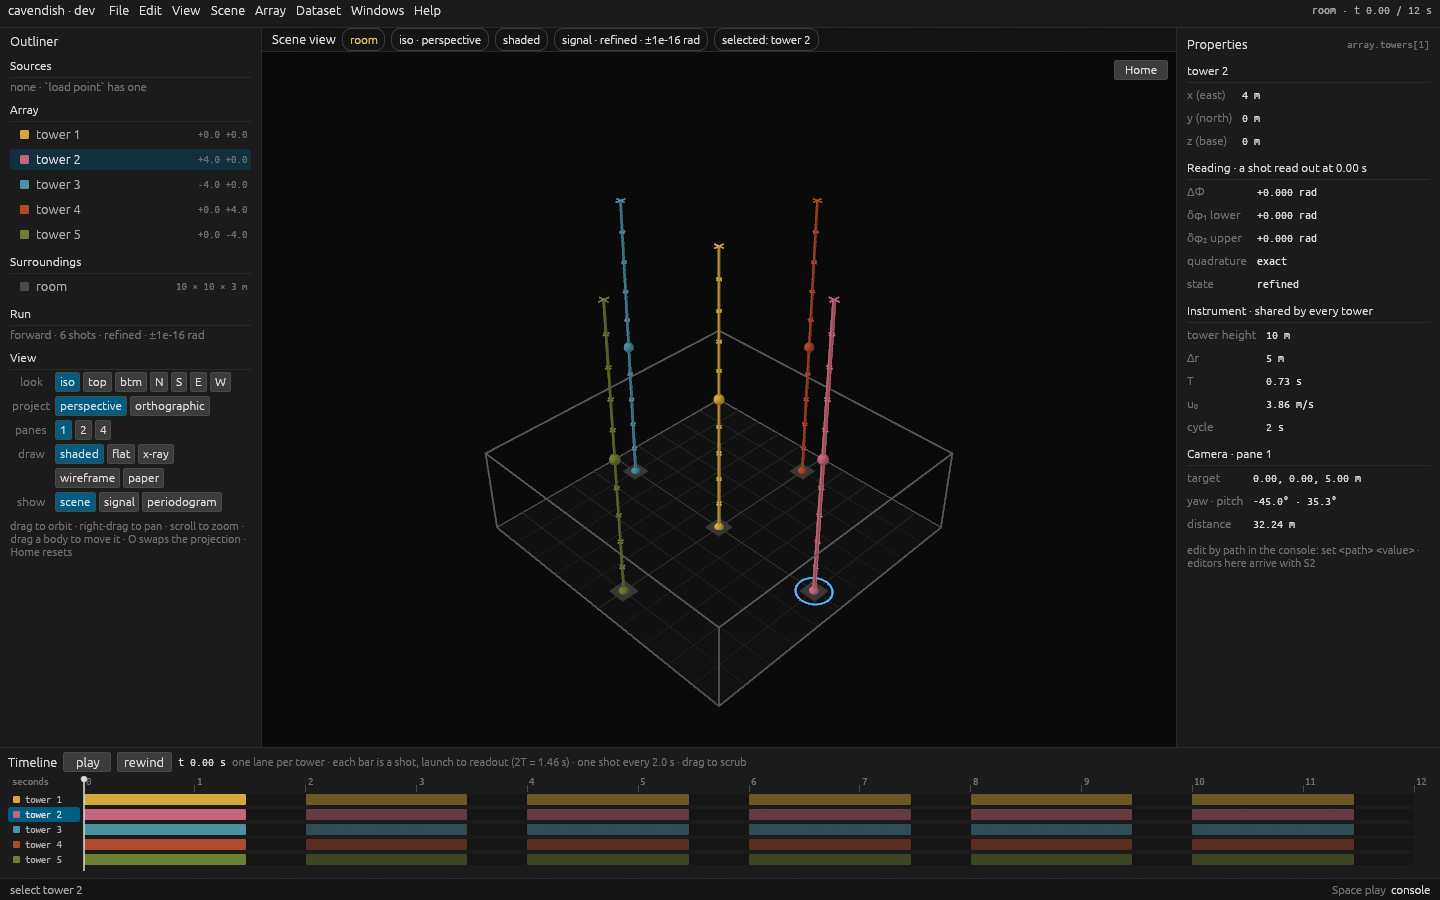 cavendish · dev File Edit View Scene Array Dataset Windows Help room · t 0.00 / 12 s
Outliner
Sources
none · `load point` has one
Array
tower 1 +0.0 +0.0
tower 2 +4.0 +0.0
tower 3 -4.0 +0.0
tower 4 +0.0 +4.0
tower 5 +0.0 -4.0
Surroundings
room 10 × 10 × 3 m
Run
forward · 6 shots · refined · ±1e-16 rad
View
look iso top btm N S E W
project perspective orthographic
panes 1 2 4
draw shaded flat x-ray
wireframe paper
show scene signal periodogram
drag to orbit · right-drag to pan · scroll to zoom ·
drag a body to move it · O swaps the projection ·
Home resets
Scene view room iso · perspective shaded signal · refined · ±1e-16 rad selected: tower 2
Home
Properties array.towers[1]
tower 2
x (east) 4 m
y (north) 0 m
z (base) 0 m
Reading · a shot read out at 0.00 s
ΔΦ +0.000 rad
δφ₁ lower +0.000 rad
δφ₂ upper +0.000 rad
quadrature exact
state refined
Instrument · shared by every tower
tower height 10 m
Δr 5 m
T 0.73 s
u₀ 3.86 m/s
cycle 2 s
Camera · pane 1
target 0.00, 0.00, 5.00 m
yaw · pitch -45.0° · 35.3°
distance 32.24 m
edit by path in the console: set <path> <value> ·
editors here arrive with S2
Timeline play rewind t 0.00 s one lane per tower · each bar is a shot, launch to readout (2T = 1.46 s) · one shot every 2.0 s · drag to scrub
seconds 0 1 2 3 4 5 6 7 8 9 10 11 12
tower 1
tower 2
tower 3
tower 4
tower 5
select tower 2 Space play console